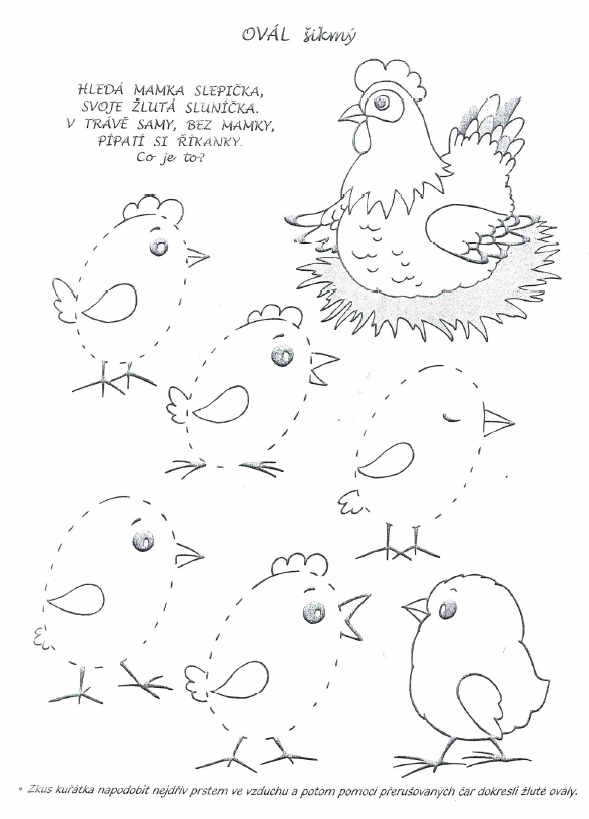 OVÁL šikmý
HLEDÁ MAMKA SLEPIČKA,
SVOJE ŽLUTÁ SLUNÍČKA.
V TRÁVĚ SAMY, BEZ MAMKY,
PÍPATÍ SI ŘÍKANKY.
Co je to?
* Zkus kuřátka napodobit nejdřív prstem ve vzduchu a potom pomocí přerušovaných čar dokresli žluté ovály.